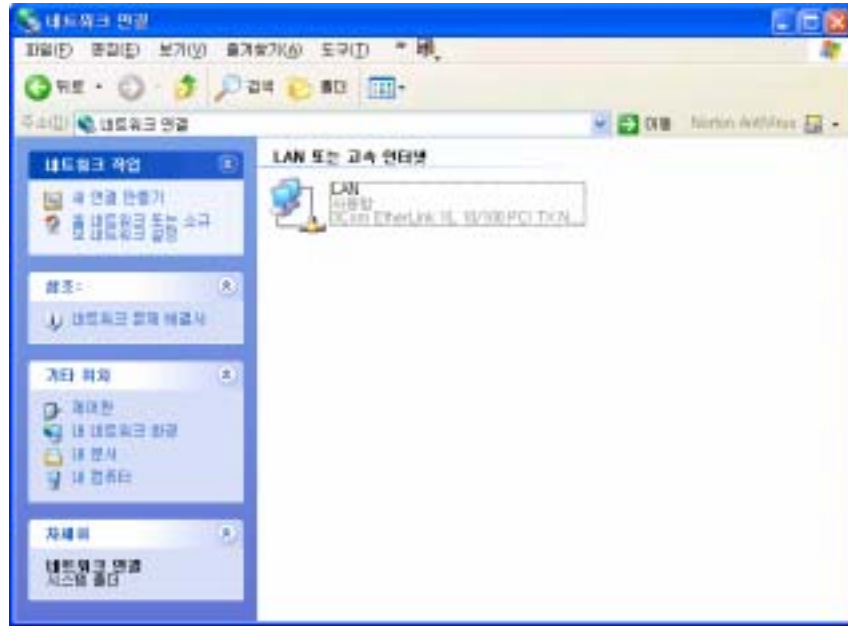 네트워크 연결
파일(F) 편집(E) 보기(V) 즐겨찾기(A) 도구(T) »
뒤로 검색 폴더
주소(D) 네트워크 연결 이동 Norton AntiVirus
네트워크 작업
새 연결 만들기
홈 네트워크 또는 소규
모 네트워크 설정
참조:
네트워크 문제 해결사
기타 위치
제어판
내 네트워크 환경
내 문서
내 컴퓨터
자세히
네트워크 연결
시스템 폴더
LAN 또는 고속 인터넷
LAN
사용함
3Com EtherLink XL 10/100 PCI TX N...